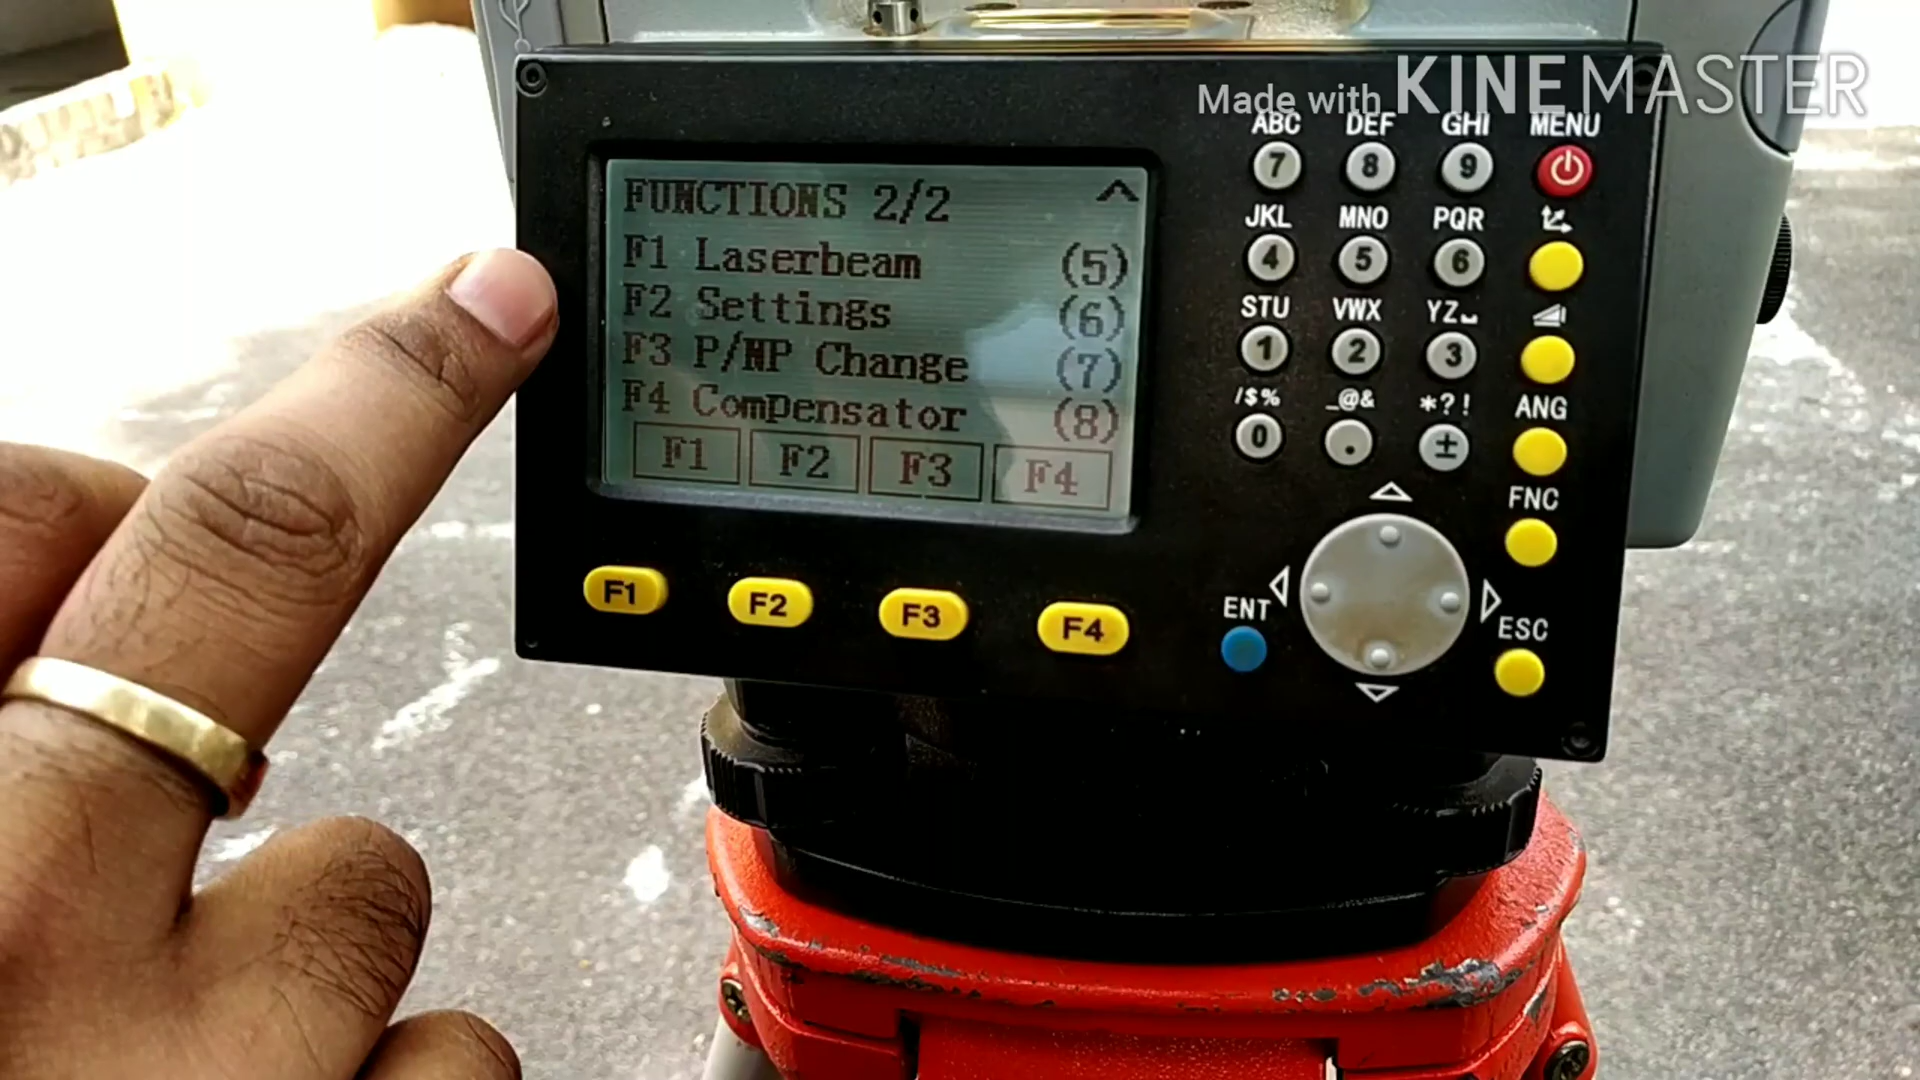 Made with KINEMASTER
FUNCTIONS 2/2
F1 Laserbeam (5)
F2 Settings (6)
F3 P/NP Change (7)
F4 Compensator (8)
F1 F2 F3 F4
F1 F2 F3 F4
ABC DEF GHI MENU
7 8 9
JKL MNO PQR
4 5 6
STU VWX YZ␣
1 2 3
/$% _@& *?! ANG
0 . ±
FNC
ENT
ESC